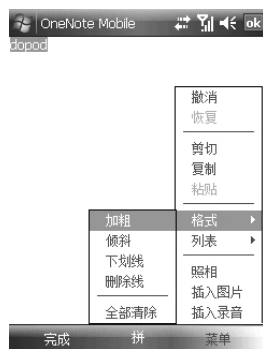 OneNote Mobile ok
dopod
撤消
恢复
剪切
复制
粘贴
格式
列表
照相
插入图片
插入录音
加粗
倾斜
下划线
删除线
全部清除
完成 拼 菜单